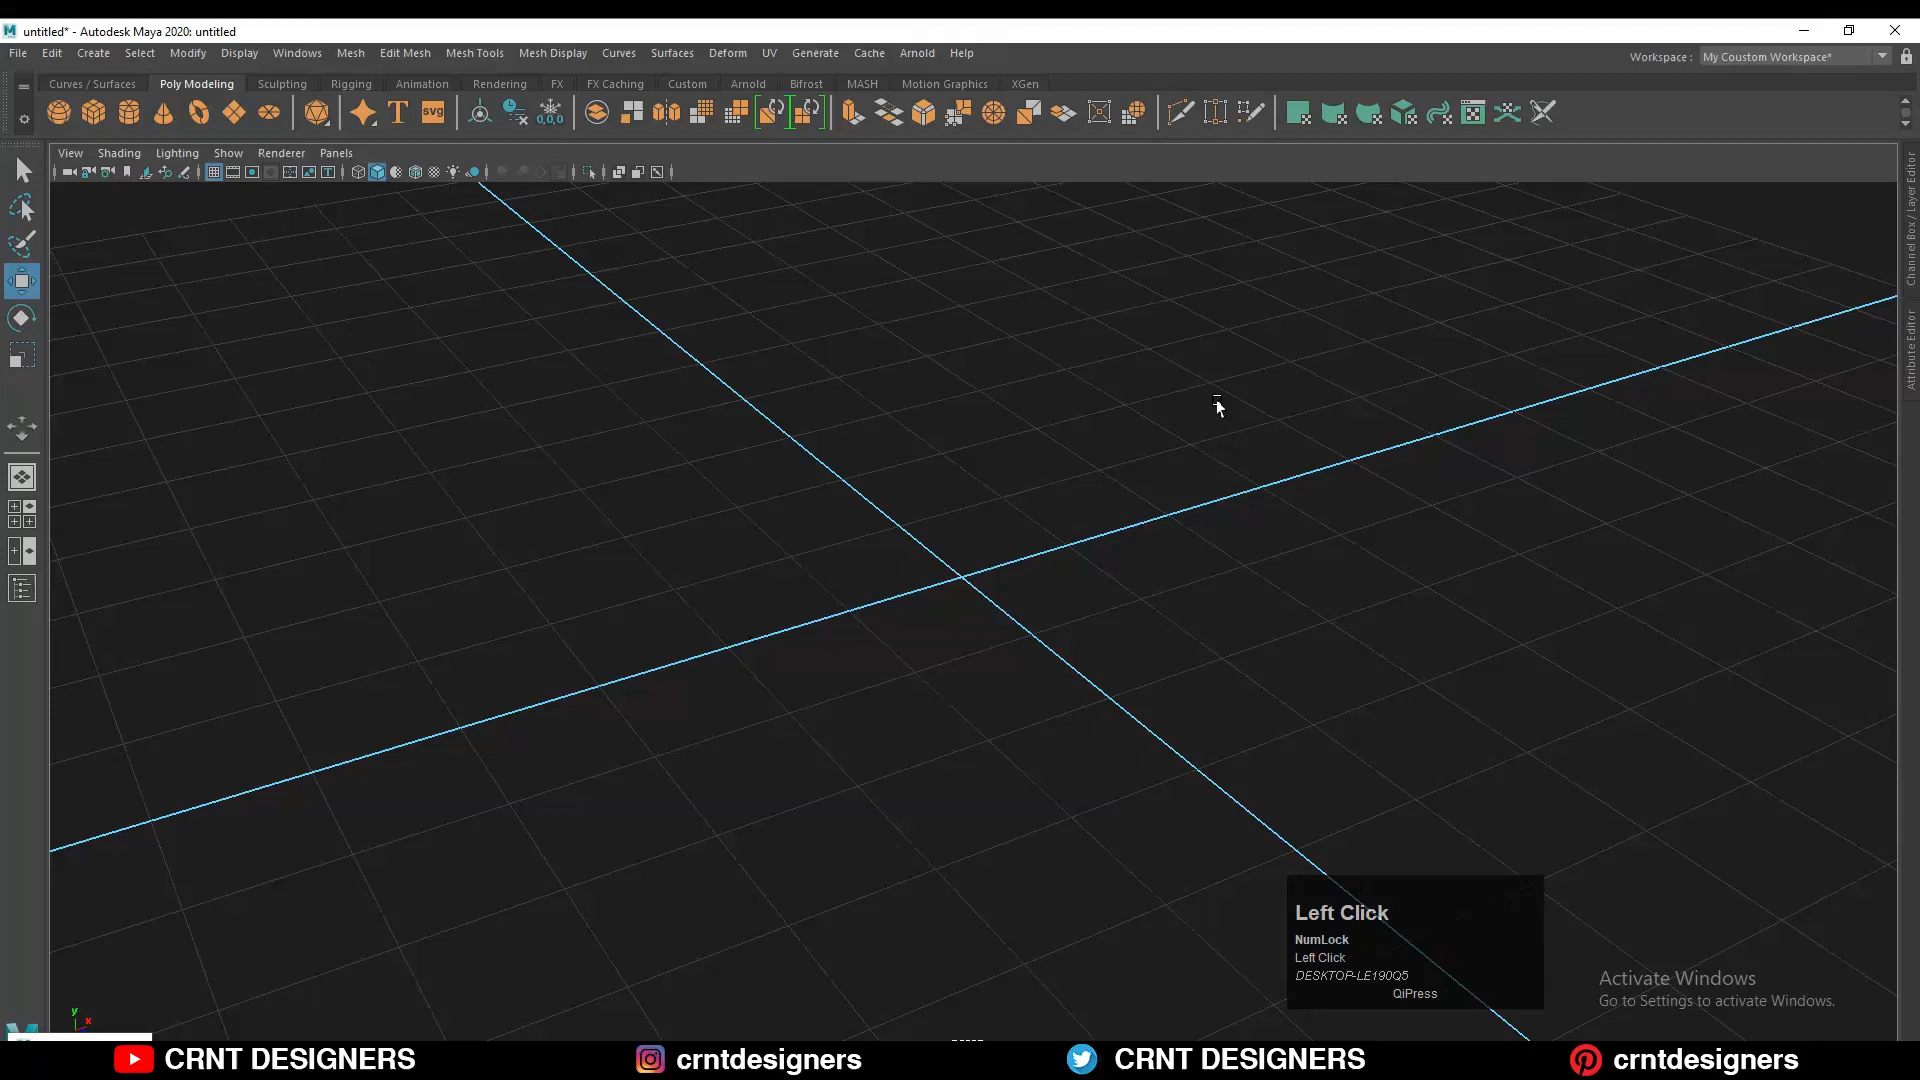 untitled* - Autodesk Maya 2020: untitled
File Edit Create Select Modify Display Windows Mesh Edit Mesh Mesh Tools Mesh Display Curves Surfaces Deform UV Generate Cache Arnold Help
Workspace : My Coustom Workspace*
Curves / Surfaces Poly Modeling Sculpting Rigging Animation Rendering FX FX Caching Custom Arnold Bifrost MASH Motion Graphics XGen
T svg 0,0,0
View Shading Lighting Show Renderer Panels
Channel Box / Layer Editor
Attribute Editor
Left Click
NumLock
Left Click
DESKTOP-LE190Q5
QiPress
Activate Windows
Go to Settings to activate Windows.
y
x
CRNT DESIGNERS crntdesigners CRNT DESIGNERS crntdesigners